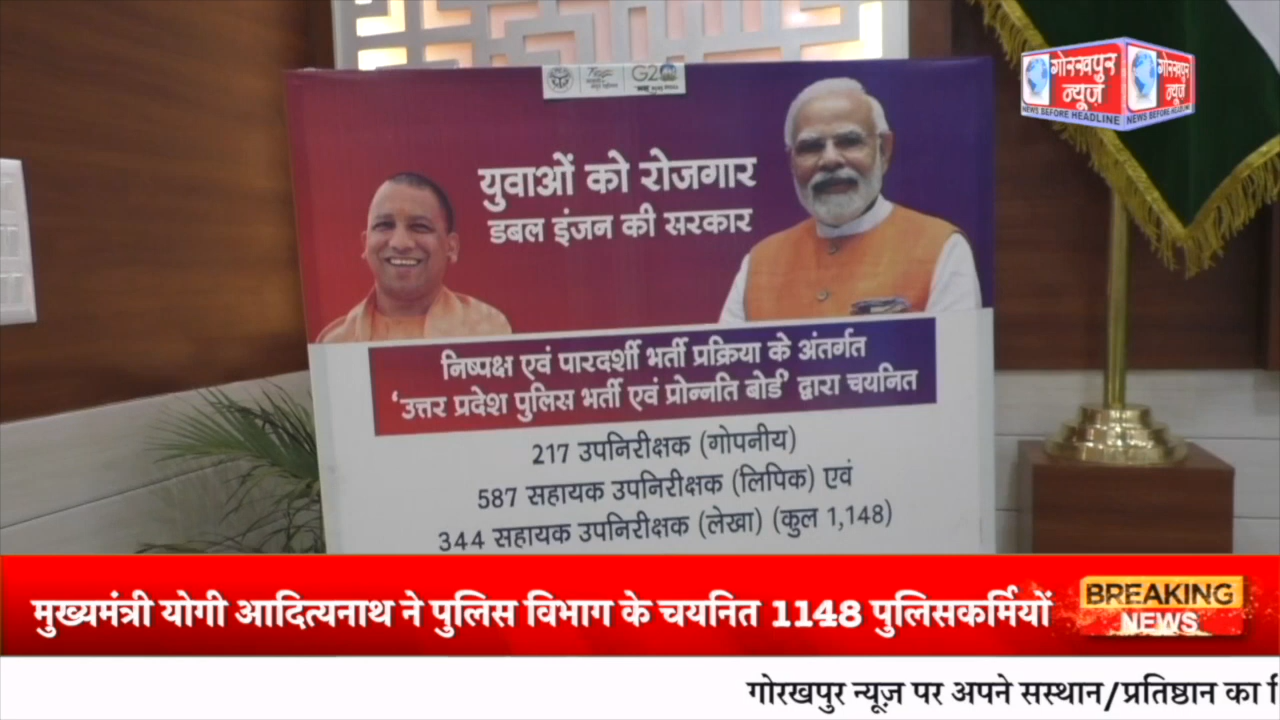 G20
गोरखपुर
न्यूज़
NEWS BEFORE HEADLINE
गोरखपुर
न्यूज़
NEWS BEFORE HEADLINE
युवाओं को रोजगार
डबल इंजन की सरकार
निष्पक्ष एवं पारदर्शी भर्ती प्रक्रिया के अंतर्गत
‘उत्तर प्रदेश पुलिस भर्ती एवं प्रोन्नति बोर्ड’ द्वारा चयनित
217 उपनिरीक्षक (गोपनीय)
587 सहायक उपनिरीक्षक (लिपिक) एवं
344 सहायक उपनिरीक्षक (लेखा) (कुल 1,148)
मुख्यमंत्री योगी आदित्यनाथ ने पुलिस विभाग के चयनित 1148 पुलिसकर्मियों
BREAKING
NEWS
गोरखपुर न्यूज़ पर अपने सस्थान/प्रतिष्ठान का